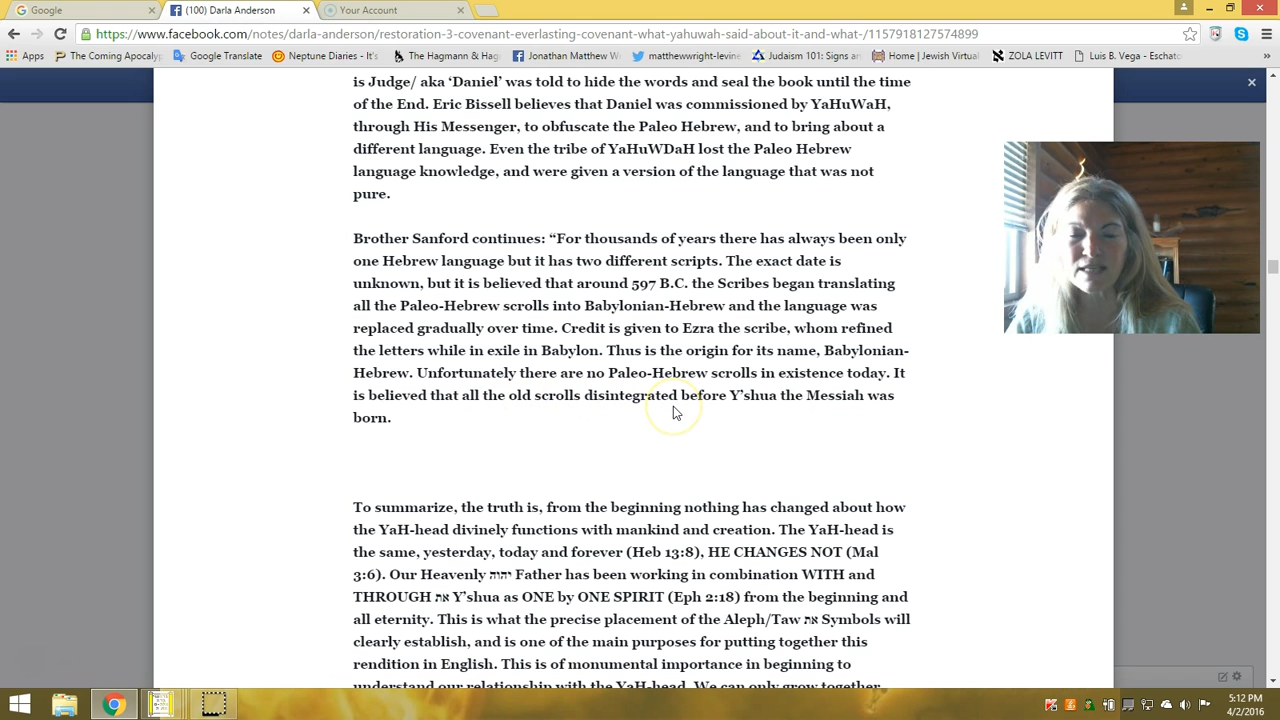 Google
(100) Darla Anderson
Your Account
https://www.facebook.com/notes/darla-anderson/restoration-3-covenant-everlasting-covenant-what-yahuwah-said-about-it-and-what-/1157918127574899
Apps
The Coming Apocalyp
Google Translate
Neptune Diaries - It's
The Hagmann & Hagn
Jonathan Matthew W
matthewwright-levine
Judaism 101: Signs an
Home | Jewish Virtual
ZOLA LEVITT
Luis B. Vega - Eschato
is Judge/ aka ‘Daniel’ was told to hide the words and seal the book until the time
of the End. Eric Bissell believes that Daniel was commissioned by YaHuWaH,
through His Messenger, to obfuscate the Paleo Hebrew, and to bring about a
different language. Even the tribe of YaHuWDaH lost the Paleo Hebrew
language knowledge, and were given a version of the language that was not
pure.
Brother Sanford continues: “For thousands of years there has always been only
one Hebrew language but it has two different scripts. The exact date is
unknown, but it is believed that around 597 B.C. the Scribes began translating
all the Paleo-Hebrew scrolls into Babylonian-Hebrew and the language was
replaced gradually over time. Credit is given to Ezra the scribe, whom refined
the letters while in exile in Babylon. Thus is the origin for its name, Babylonian-
Hebrew. Unfortunately there are no Paleo-Hebrew scrolls in existence today. It
is believed that all the old scrolls disintegrated before Y’shua the Messiah was
born.
To summarize, the truth is, from the beginning nothing has changed about how
the YaH-head divinely functions with mankind and creation. The YaH-head is
the same, yesterday, today and forever (Heb 13:8), HE CHANGES NOT (Mal
3:6). Our Heavenly יהוה Father has been working in combination WITH and
THROUGH את Y’shua as ONE by ONE SPIRIT (Eph 2:18) from the beginning and
all eternity. This is what the precise placement of the Aleph/Taw את Symbols will
clearly establish, and is one of the main purposes for putting together this
rendition in English. This is of monumental importance in beginning to
understand our relationship with the YaH-head. We can only grow together
5:12 PM
4/2/2016